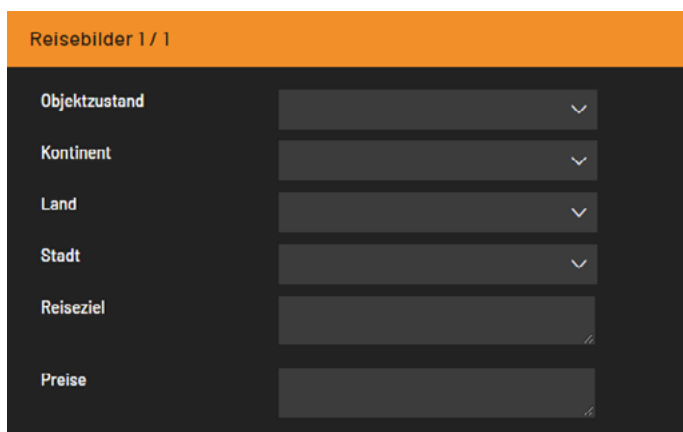 Reisebilder 1 / 1
Objektzustand
Kontinent
Land
Stadt
Reiseziel
Preise